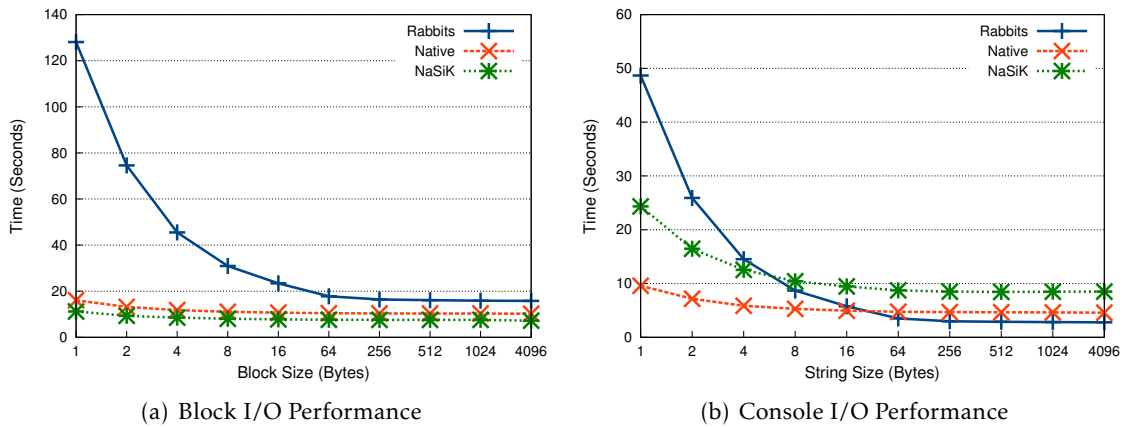 140
120
100
80
60
40
20
0
Time (Seconds)
1 2 4 8 16 64 256 512 1024 4096
Block Size (Bytes)
Rabbits
Native
NaSiK
(a) Block I/O Performance
60
50
40
30
20
10
0
Time (Seconds)
1 2 4 8 16 64 256 512 1024 4096
String Size (Bytes)
Rabbits
Native
NaSiK
(b) Console I/O Performance